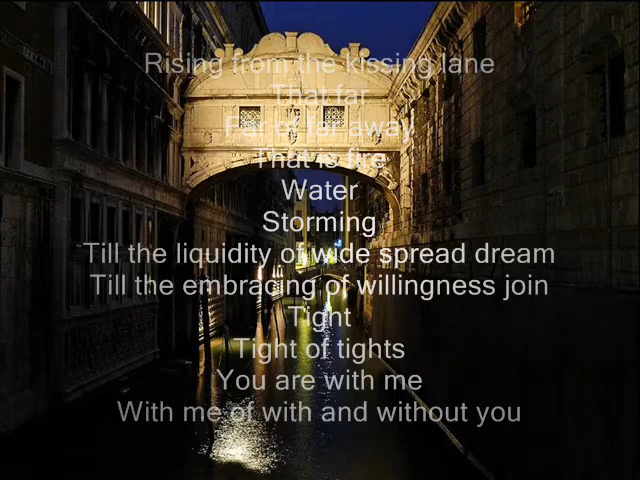 Rising from the kissing lane
That far
Far of far away
That is fire
Water
Storming
Till the liquidity of wide spread dream
Till the embracing of willingness join
Tight
Tight of tights
You are with me
With me of with and without you